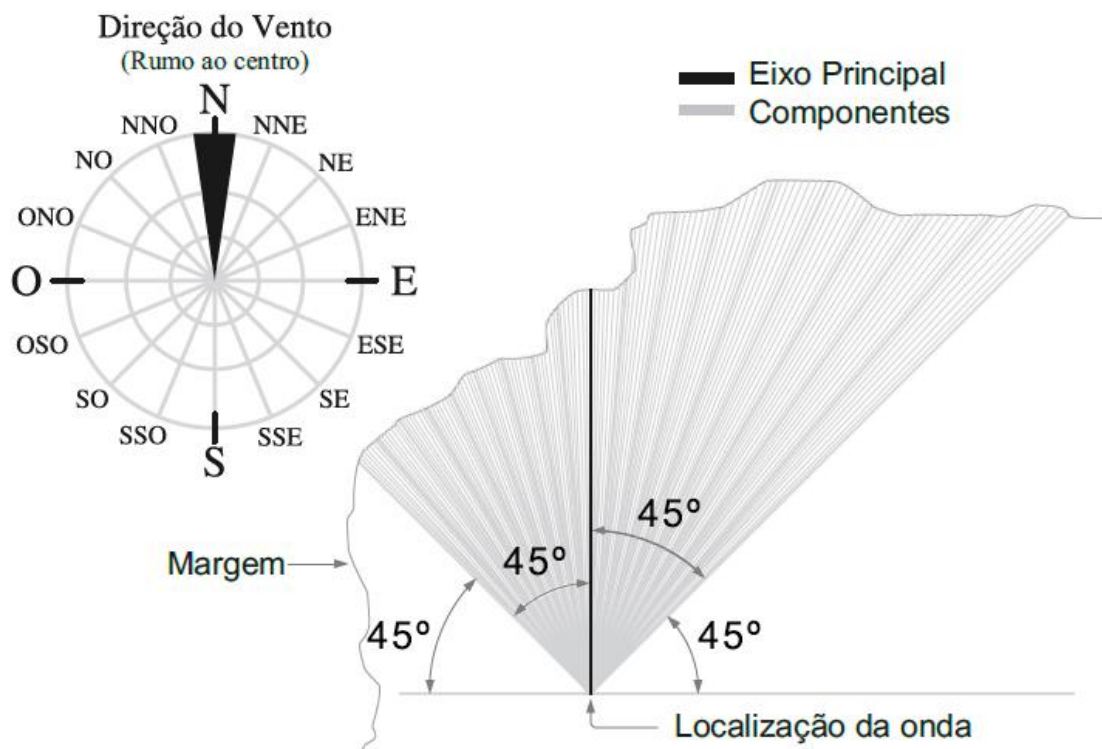 Direção do Vento
(Rumo ao centro)
N
NNO
NNE
NO
NE
ONO
ENE
O
E
OSO
ESE
SO
SE
SSO
SSE
S
Eixo Principal
Componentes
45º
45º
Margem
45º
45º
Localização da onda